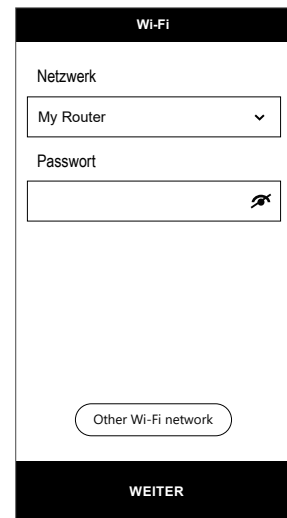 Wi-Fi
Netzwerk
My Router
Passwort
Other Wi-Fi network
WEITER